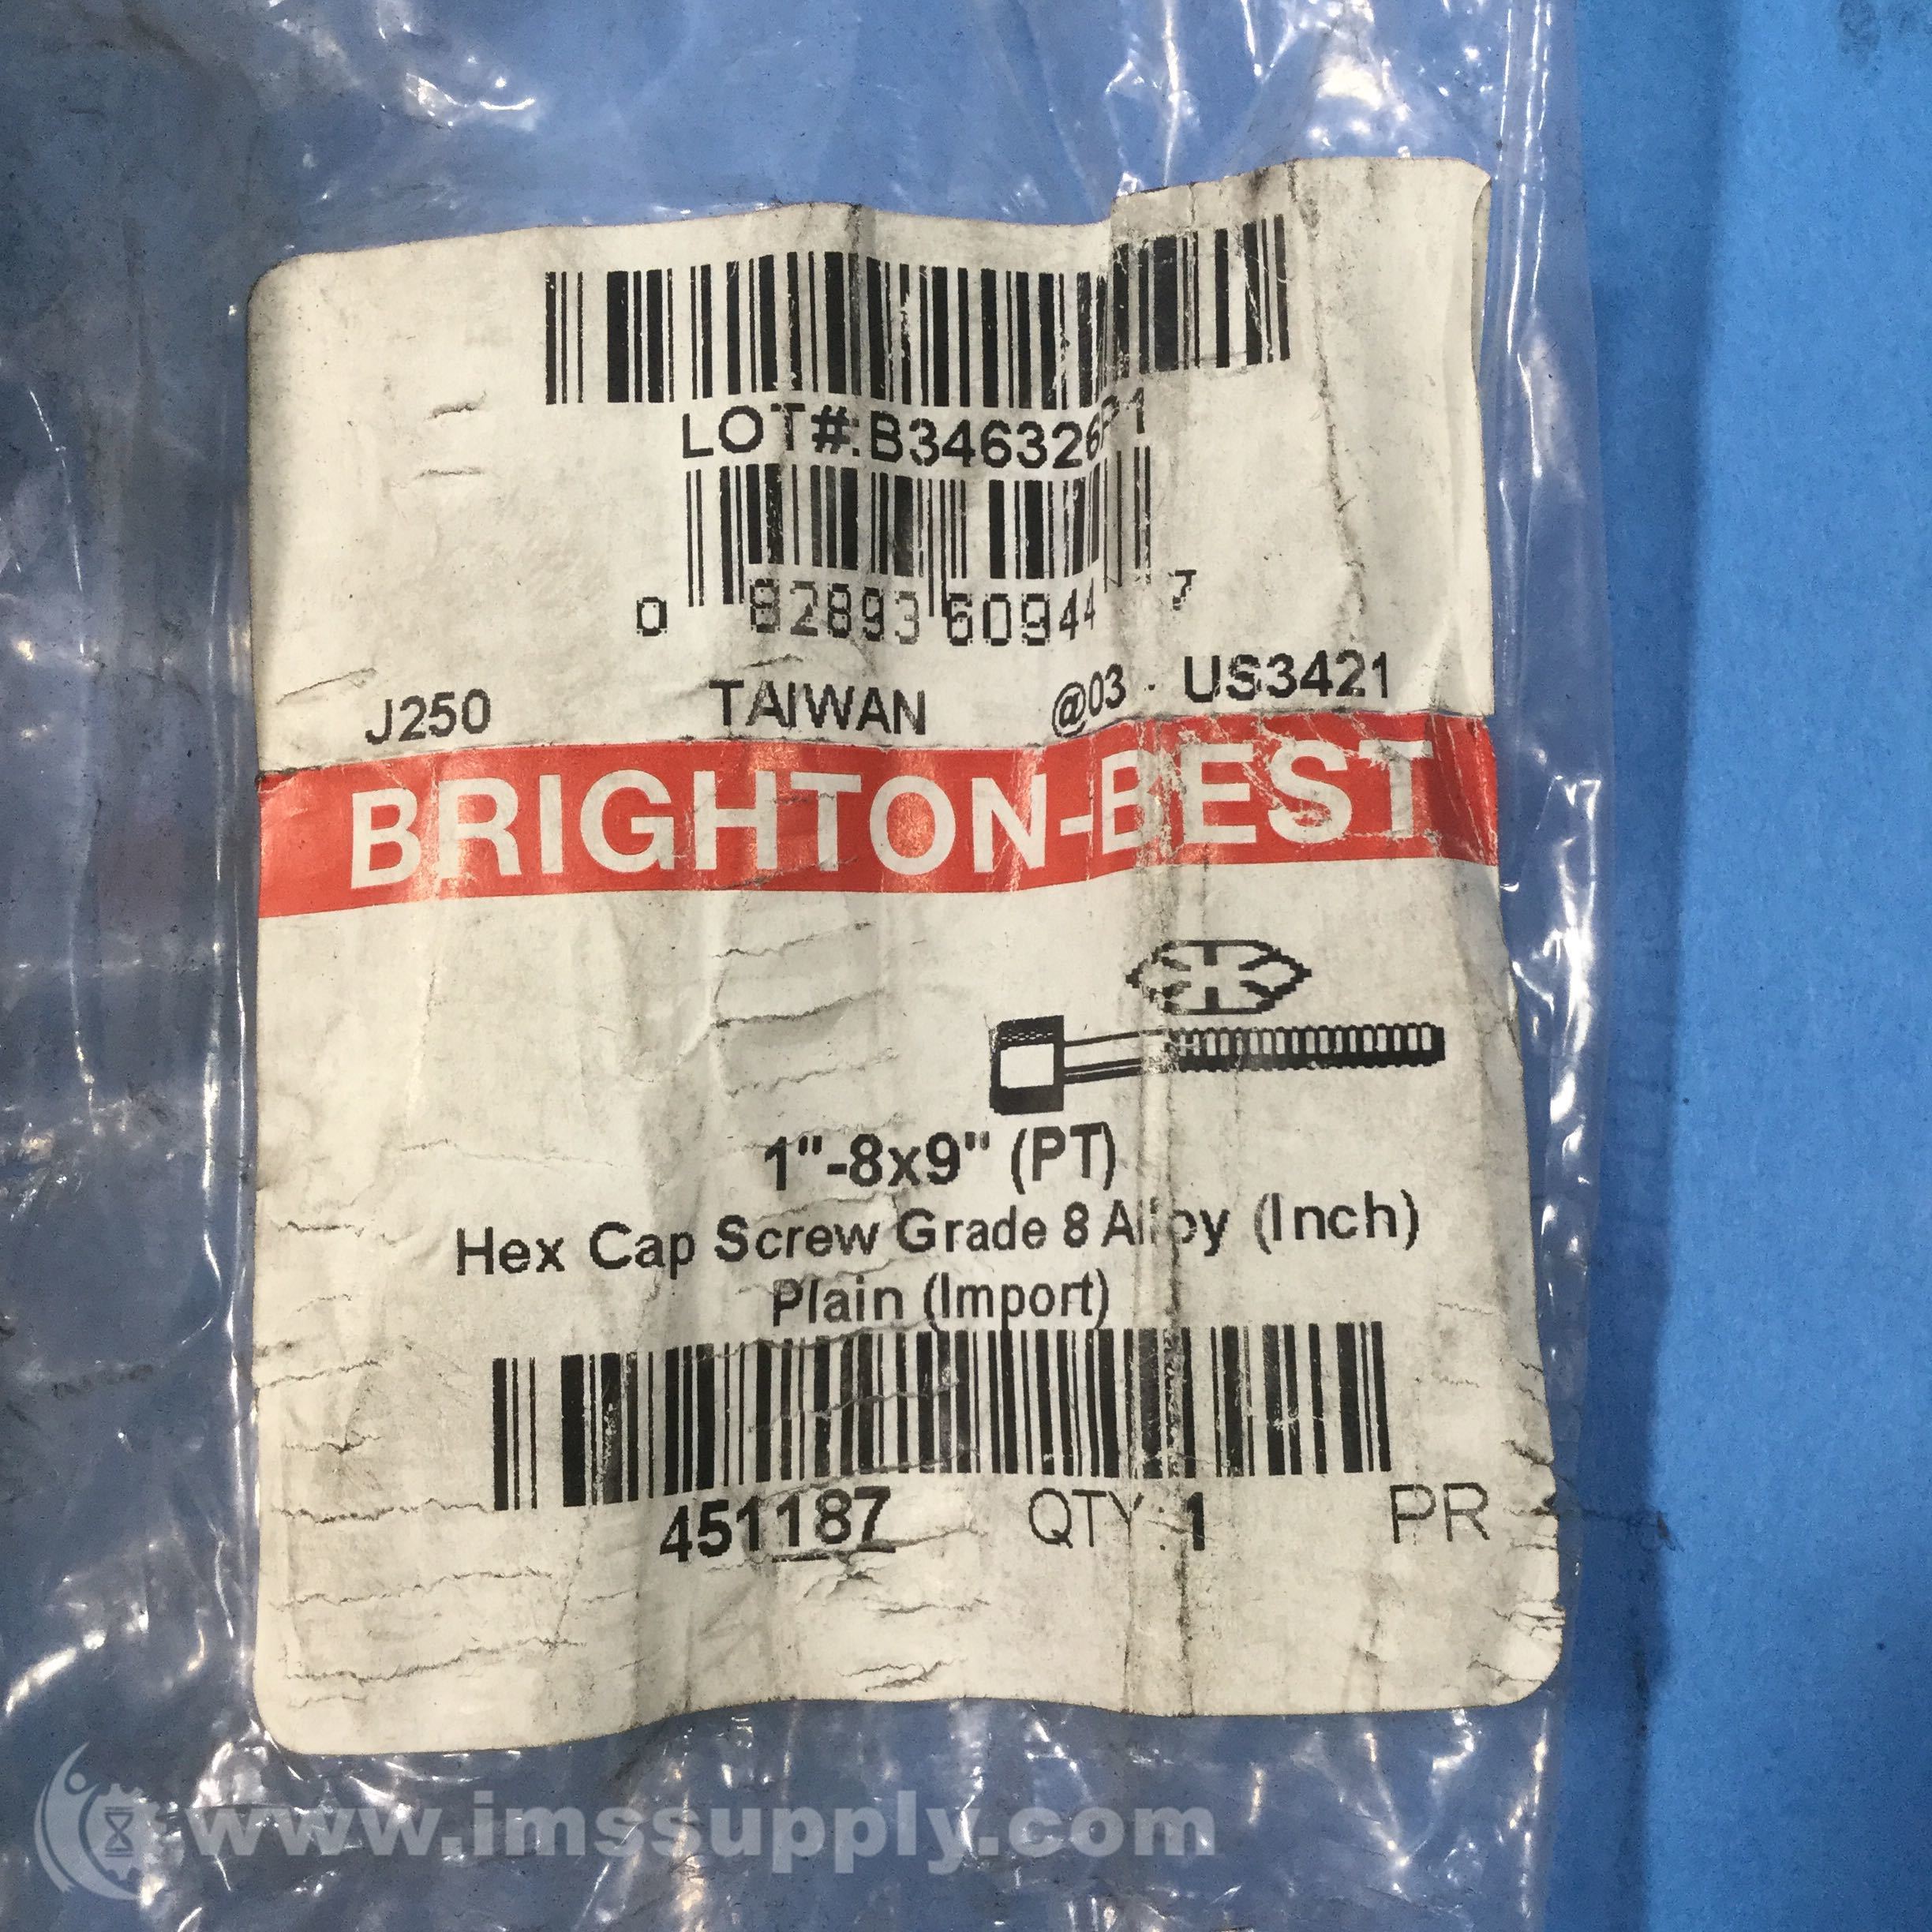 LOT#:B346326P1
0 82893 60944 7
J250 TAIWAN @03 US3421
BRIGHTON-BEST
1"-8x9" (PT)
Hex Cap Screw Grade 8 Alloy (Inch)
Plain (Import)
451187 QTY:1 PR
www.imssupply.com